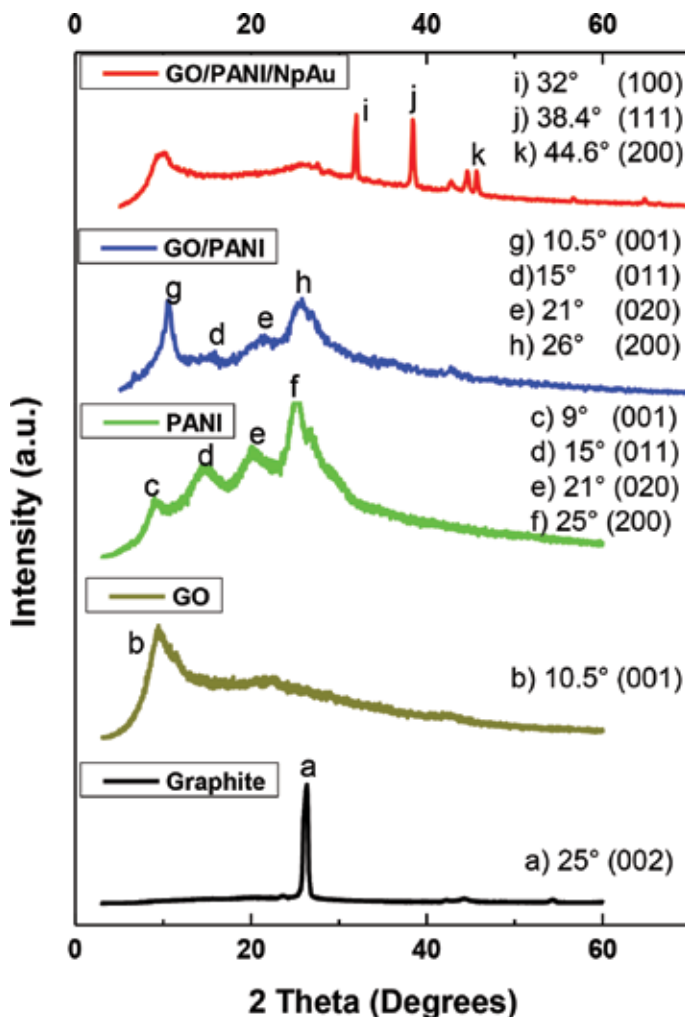 0 20 40 60
GO/PANI/NpAu
i) 32° (100)
j) 38.4° (111)
k) 44.6° (200)
i
j
k
GO/PANI
g) 10.5° (001)
d)15° (011)
e) 21° (020)
h) 26° (200)
g
d
e
h
PANI
c) 9° (001)
d) 15° (011)
e) 21° (020)
f) 25° (200)
c
d
e
f
GO
b
b) 10.5° (001)
Graphite
a
a) 25° (002)
Intensity (a.u.)
0 20 40 60
2 Theta (Degrees)